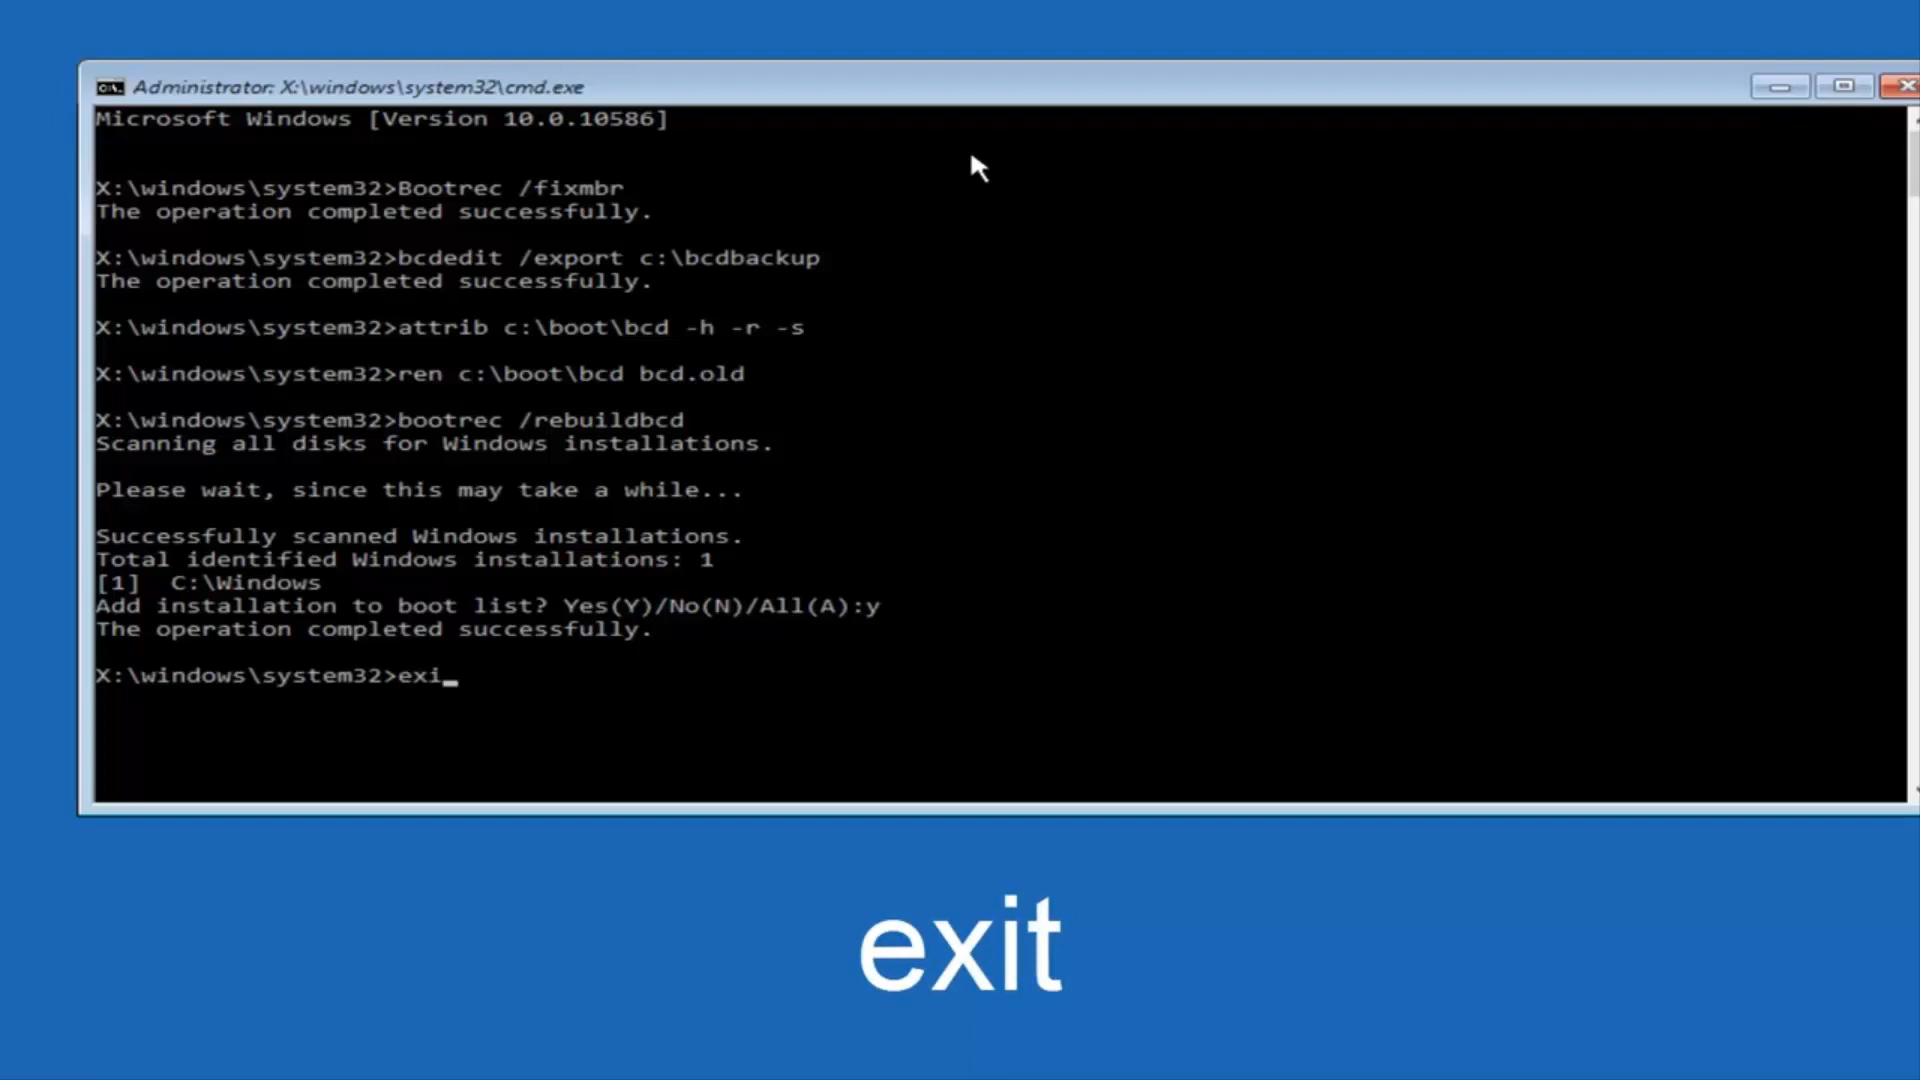 Administrator: X:\windows\system32\cmd.exe
Microsoft Windows [Version 10.0.10586]
X:\windows\system32>Bootrec /fixmbr
The operation completed successfully.
X:\windows\system32>bcdedit /export c:\bcdbackup
The operation completed successfully.
X:\windows\system32>attrib c:\boot\bcd -h -r -s
X:\windows\system32>ren c:\boot\bcd bcd.old
X:\windows\system32>bootrec /rebuildbcd
Scanning all disks for Windows installations.
Please wait, since this may take a while...
Successfully scanned Windows installations.
Total identified Windows installations: 1
[1]  C:\Windows
Add installation to boot list? Yes(Y)/No(N)/All(A):y
The operation completed successfully.
X:\windows\system32>exi_
exit